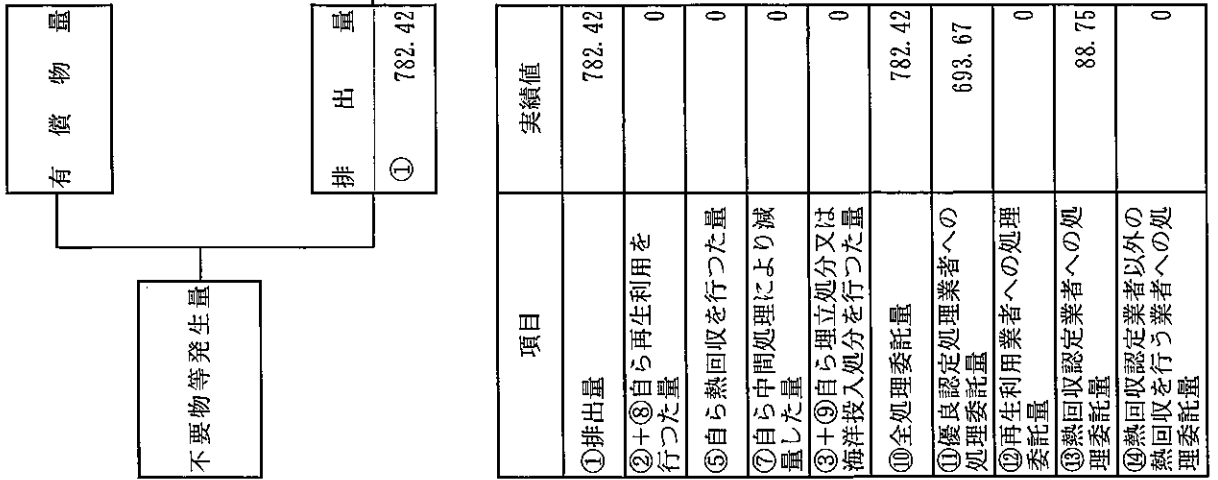 有償物量
不要物等発生量
排出量
① 782.42
項目 実績値
①排出量 782.42
②+⑧自ら再生利用を
行つた量 0
⑤自ら熱回収を行つた量 0
⑦自ら中間処理により減
量した量 0
③+⑨自ら埋立処分又は
海洋投入処分を行つた量 0
⑩全処理委託量 782.42
⑪優良認定処理業者への
処理委託量 693.67
⑫再生利用業者への処理
委託量 0
⑬熱回収認定業者への処
理委託量 88.75
⑭熱回収認定業者以外の
熱回収を行う業者への処
理委託量 0